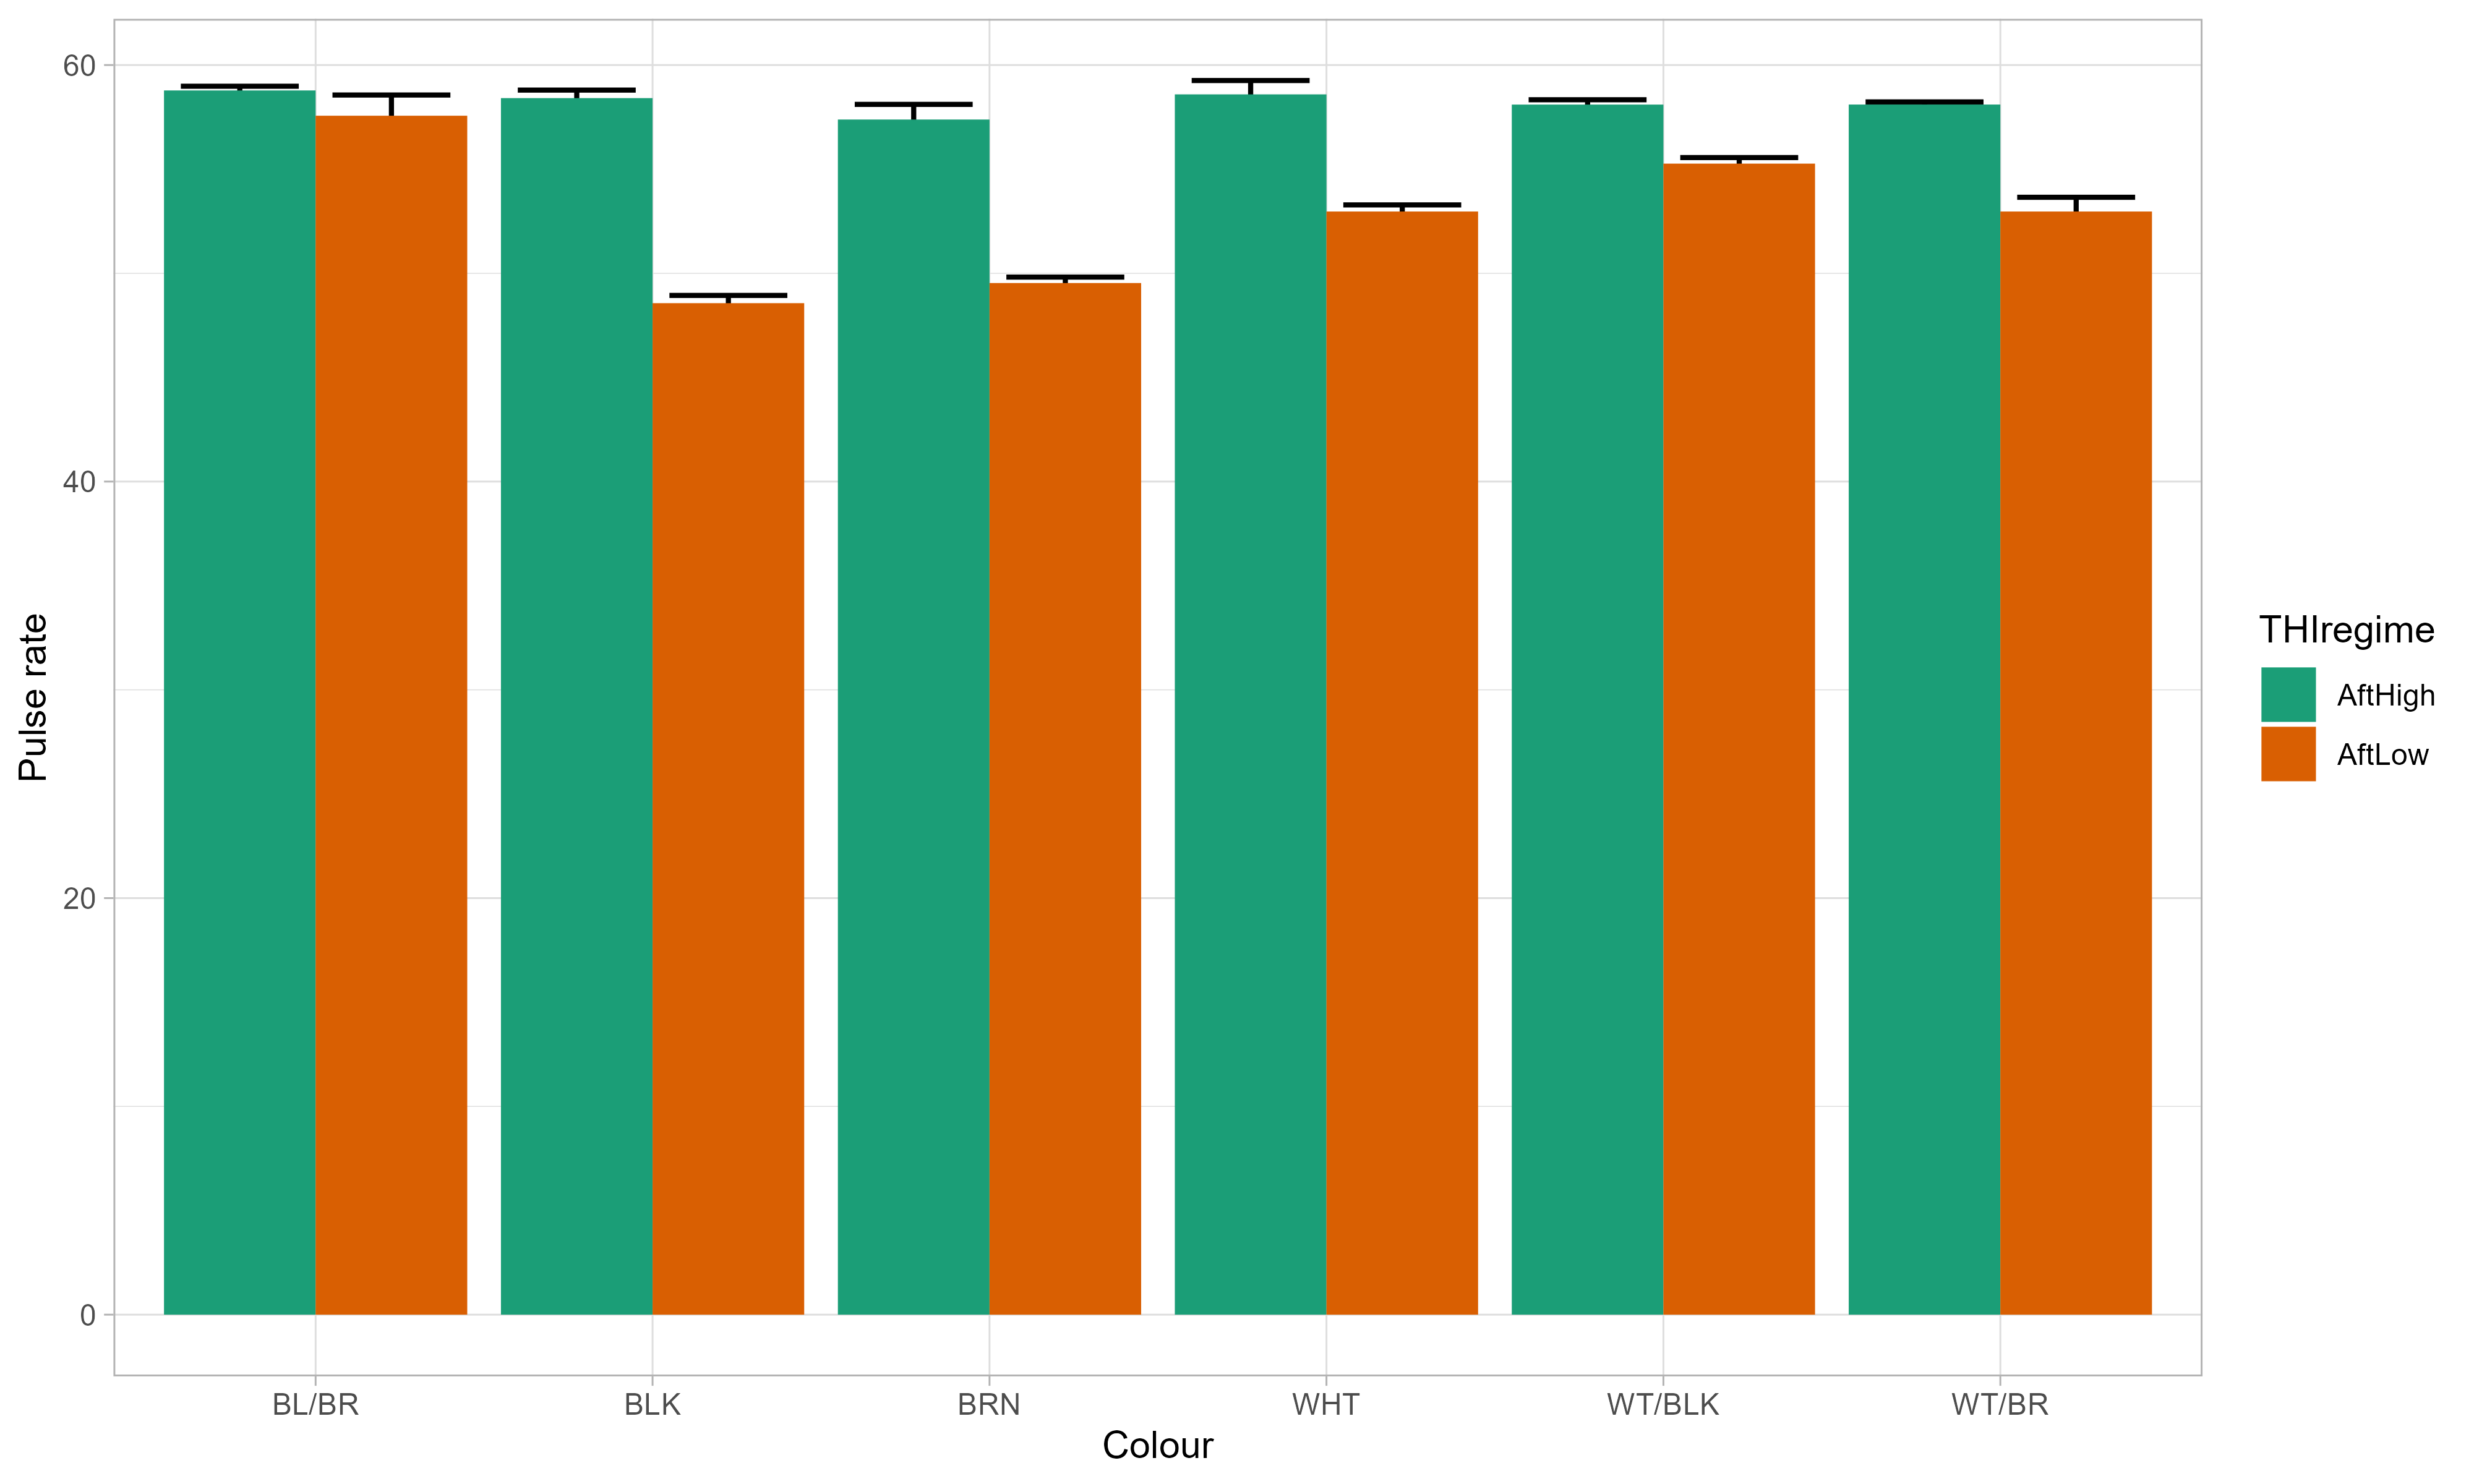 60
40
20
0
Pulse rate
BL/BR BLK BRN WHT WT/BLK WT/BR
Colour
THIregime
AftHigh
AftLow